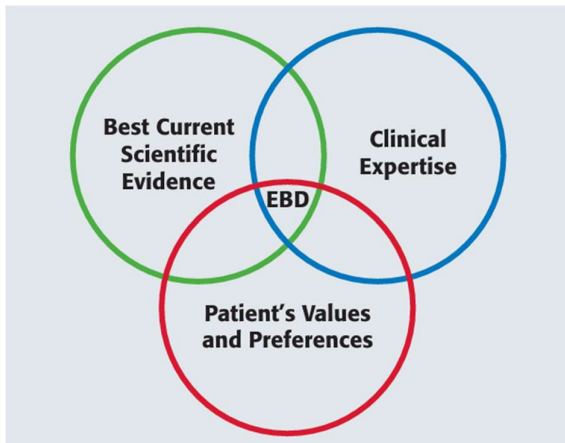 Best Current
Scientific
Evidence
Clinical
Expertise
EBD
Patient’s Values
and Preferences